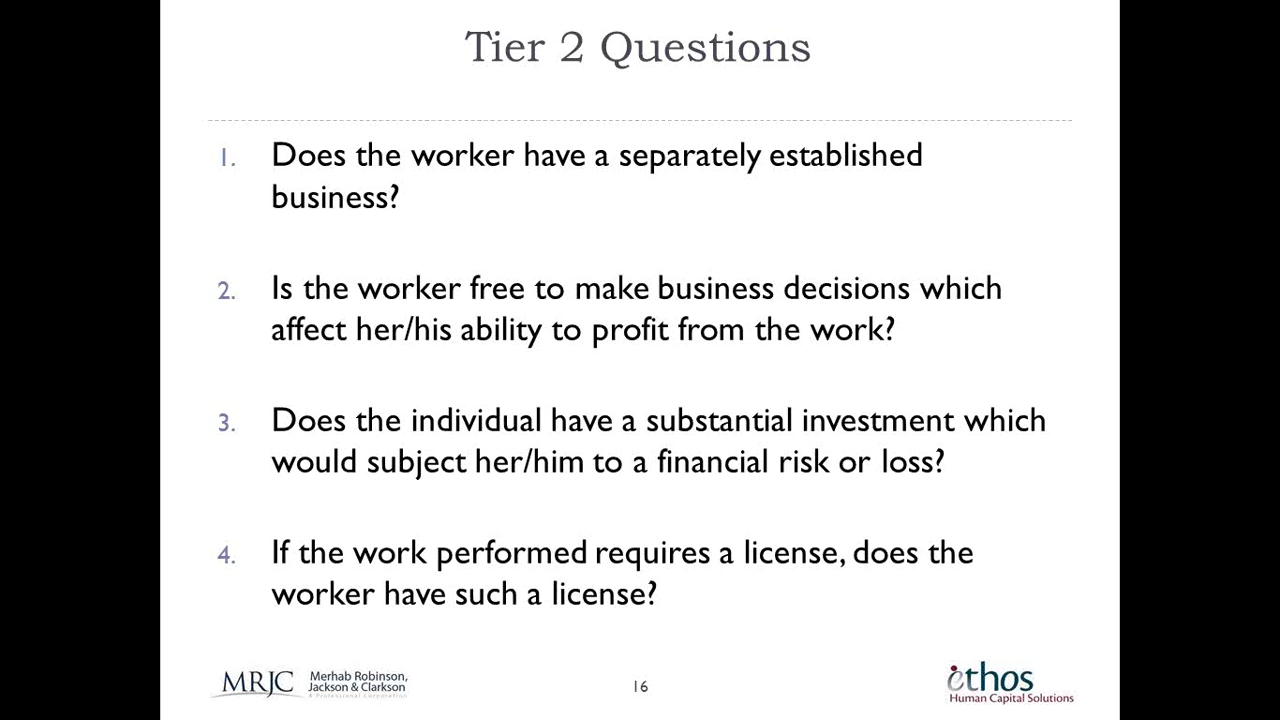 Tier 2 Questions
1. Does the worker have a separately established
business?
2. Is the worker free to make business decisions which
affect her/his ability to profit from the work?
3. Does the individual have a substantial investment which
would subject her/him to a financial risk or loss?
4. If the work performed requires a license, does the
worker have such a license?
MRJC Merhab Robinson,
Jackson & Clarkson
A Professional Corporation
16
ethos
Human Capital Solutions